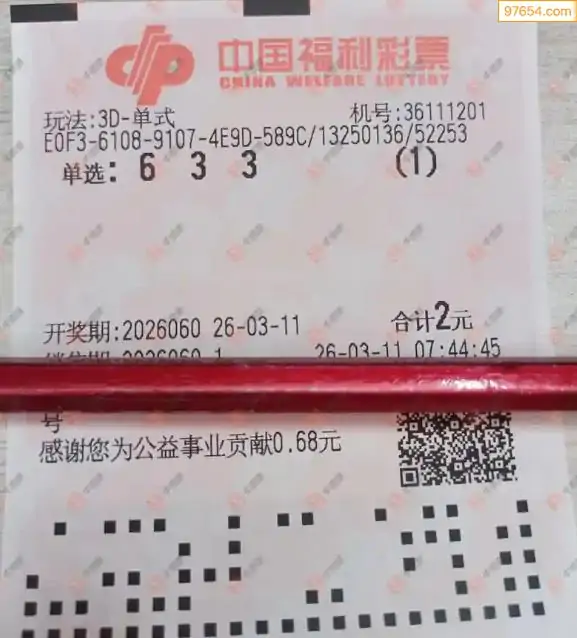 97654.com
中国福利彩票
CHINA WELFARE LOTTERY
玩法:3D-单式 机号:36111201
E0F3-6108-9107-4E9D-589C/13250136/52253
单选: 6 3 3 (1)
开奖期:2026060 26-03-11 合计2元
26-03-11 07:44:45
号
感谢您为公益事业贡献0.68元